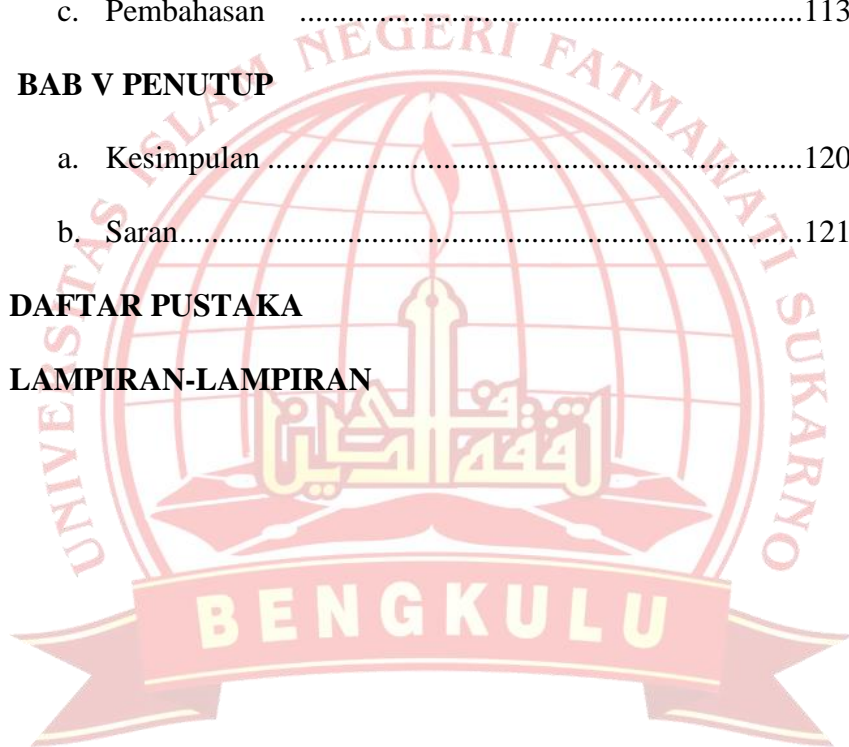 c. Pembahasan ......................................................................113
BAB V PENUTUP
a. Kesimpulan ..........................................................................120
b. Saran......................................................................................121
DAFTAR PUSTAKA
LAMPIRAN-LAMPIRAN
UNIVERSITAS ISLAM NEGERI FATMAWATI SUKARNO
BENGKULU